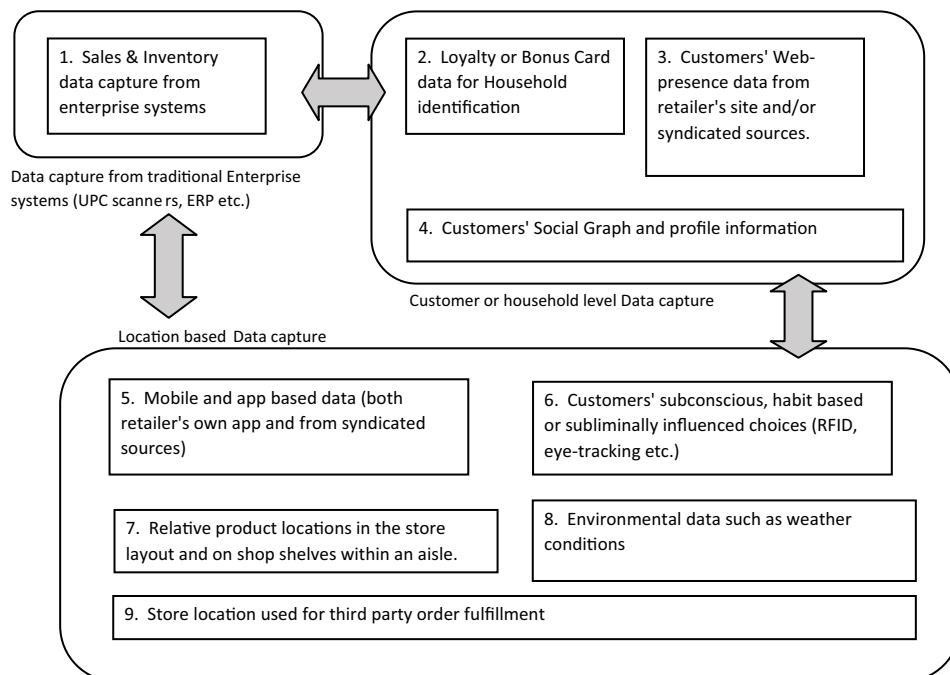 1. Sales & Inventory
data capture from
enterprise systems
2. Loyalty or Bonus Card
data for Household
identification
3. Customers' Web-
presence data from
retailer's site and/or
syndicated sources.
Data capture from traditional Enterprise
systems (UPC scanne rs, ERP etc.)
4. Customers' Social Graph and profile information
Customer or household level Data capture
Location based Data capture
5. Mobile and app based data (both
retailer's own app and from syndicated
sources)
6. Customers' subconscious, habit based
or subliminally influenced choices (RFID,
eye-tracking etc.)
7. Relative product locations in the store
layout and on shop shelves within an aisle.
8. Environmental data such as weather
conditions
9. Store location used for third party order fulfillment